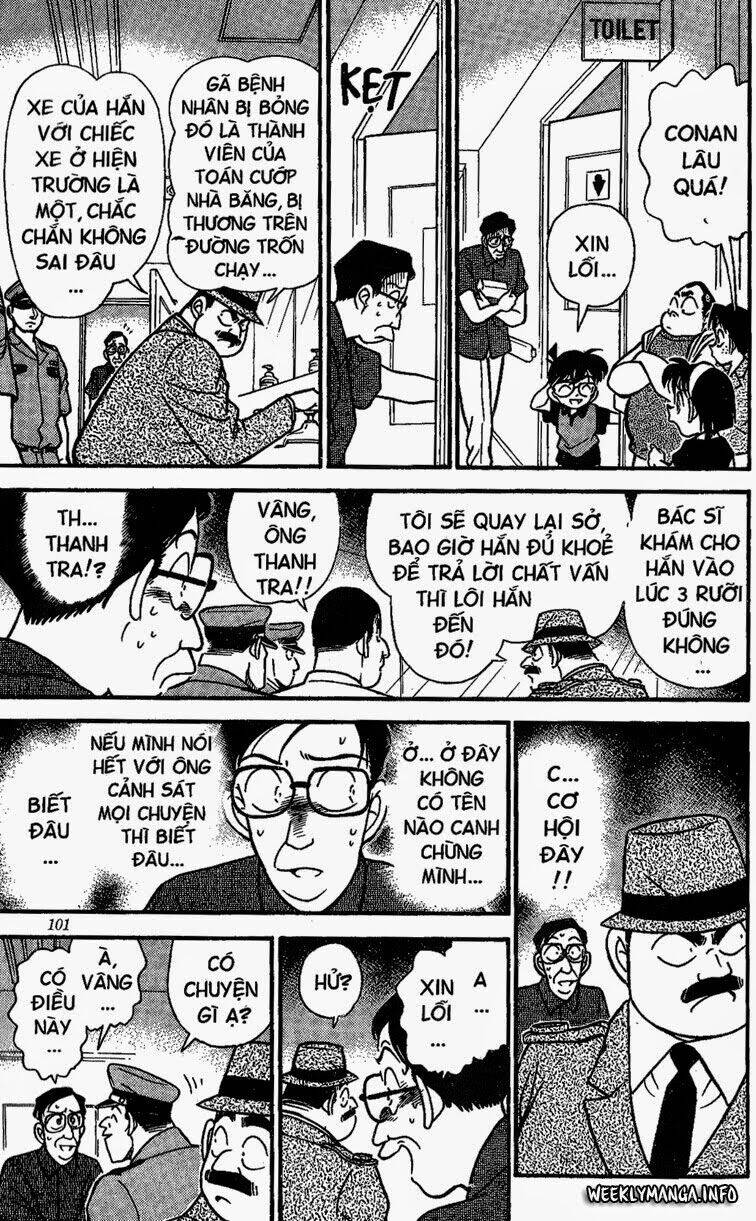 TOILET
CONAN
LÂU
QUÁ!
XIN
LỖI...
KẸT
GÃ BỆNH
NHÂN BỊ BỎNG
ĐÓ LÀ THÀNH
VIÊN CỦA
TOÁN CƯỚP
NHÀ BĂNG, BỊ
THƯƠNG TRÊN
ĐƯỜNG TRỐN
CHẠY...
XE CỦA HẮN
VỚI CHIẾC
XE Ở HIỆN
TRƯỜNG LÀ
MỘT, CHẮC
CHẮN KHÔNG
SAI ĐÂU
...
BÁC SĨ
KHÁM CHO
HẮN VÀO
LÚC 3 RƯỠI
ĐÚNG
KHÔNG
...
TÔI SẼ QUAY LẠI SỞ,
BAO GIỜ HẮN ĐỦ KHOẺ
ĐỂ TRẢ LỜI CHẤT VẤN
THÌ LÔI HẮN
ĐẾN
ĐÓ!
VÂNG,
ÔNG
THANH
TRA!!
TH...
THANH
TRA!?
C...
CƠ
HỘI
ĐÂY
!!
Ở... Ở ĐÂY
KHÔNG
CÓ TÊN
NÀO CANH
CHỪNG
MÌNH...
NẾU MÌNH NÓI
HẾT VỚI ÔNG
CẢNH SÁT
MỌI CHUYỆN
THÌ BIẾT
ĐÂU...
BIẾT
ĐÂU
...
101
A
...
XIN
LỖI
...
HỬ?
CÓ
CHUYỆN
GÌ Ạ?
À,
VÂNG
...
CÓ
ĐIỀU
NÀY
...
WEEKLYMANGA.INFO